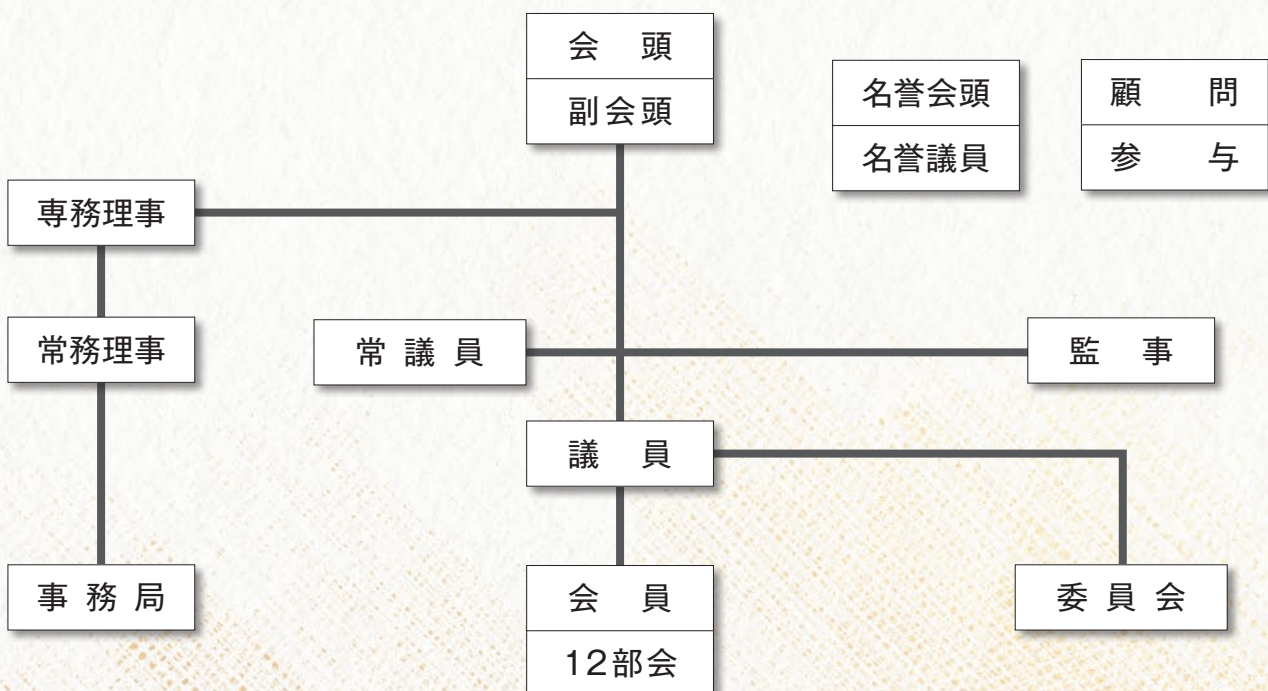 会頭
副会頭
名誉会頭
名誉議員
顧問
参与
専務理事
常務理事
常議員
監事
議員
事務局
会員
12部会
委員会